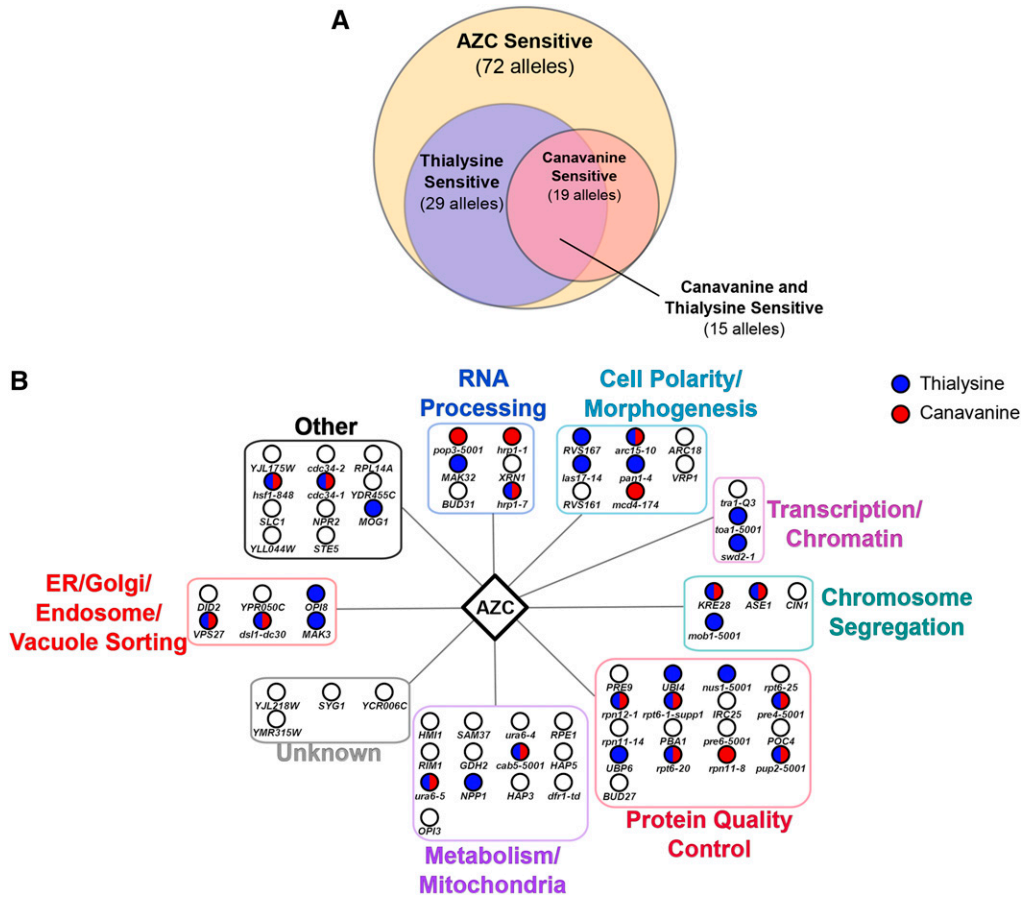 A
AZC Sensitive
(72 alleles)
Thialysine
Sensitive
(29 alleles)
Canavanine
Sensitive
(19 alleles)
Canavanine and
Thialysine Sensitive
(15 alleles)
B
Thialysine
Canavanine
Other
YJL175W cdc34-2 RPL14A
hsf1-848 cdc34-1 YDR455C
SLC1 NPR2 MOG1
YLL044W STE5
RNA
Processing
pop3-5001 hrp1-1
MAK32 XRN1
BUD31 hrp1-7
Cell Polarity/
Morphogenesis
RVS167 arc15-10 ARC18
las17-14 pan1-4 VRP1
RVS161 mcd4-174
Transcription/
Chromatin
tra1-Q3
toa1-5001
swd2-1
ER/Golgi/
Endosome/
Vacuole Sorting
DID2 YPR050C OPI8
VPS27 dsl1-dc30 MAK3
AZC
Chromosome
Segregation
KRE28 ASE1 CIN1
mob1-5001
Unknown
YJL218W SYG1 YCR006C
YMR315W
Metabolism/
Mitochondria
HMI1 SAM37 ura6-4 RPE1
RIM1 GDH2 cab5-5001 HAP5
ura6-5 NPP1 HAP3 dfr1-td
OPI3
Protein Quality
Control
PRE9 UBI4 nus1-5001 rpt6-25
rpn12-1 rpt6-1-supp1 IRC25 pre4-5001
rpn11-14 PBA1 pre6-5001 POC4
UBP6 rpt6-20 rpn11-8 pup2-5001
BUD27